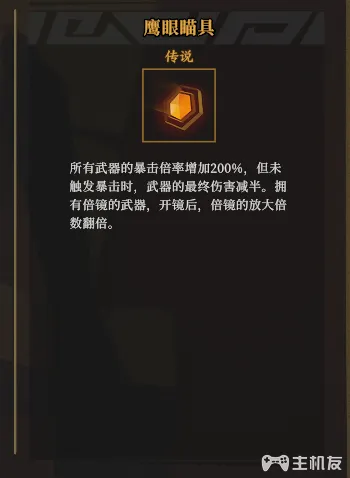 鹰眼瞄具
传说
所有武器的暴击倍率增加200%，但未
触发暴击时，武器的最终伤害减半。拥
有倍镜的武器，开镜后，倍镜的放大倍
数翻倍。
主机友